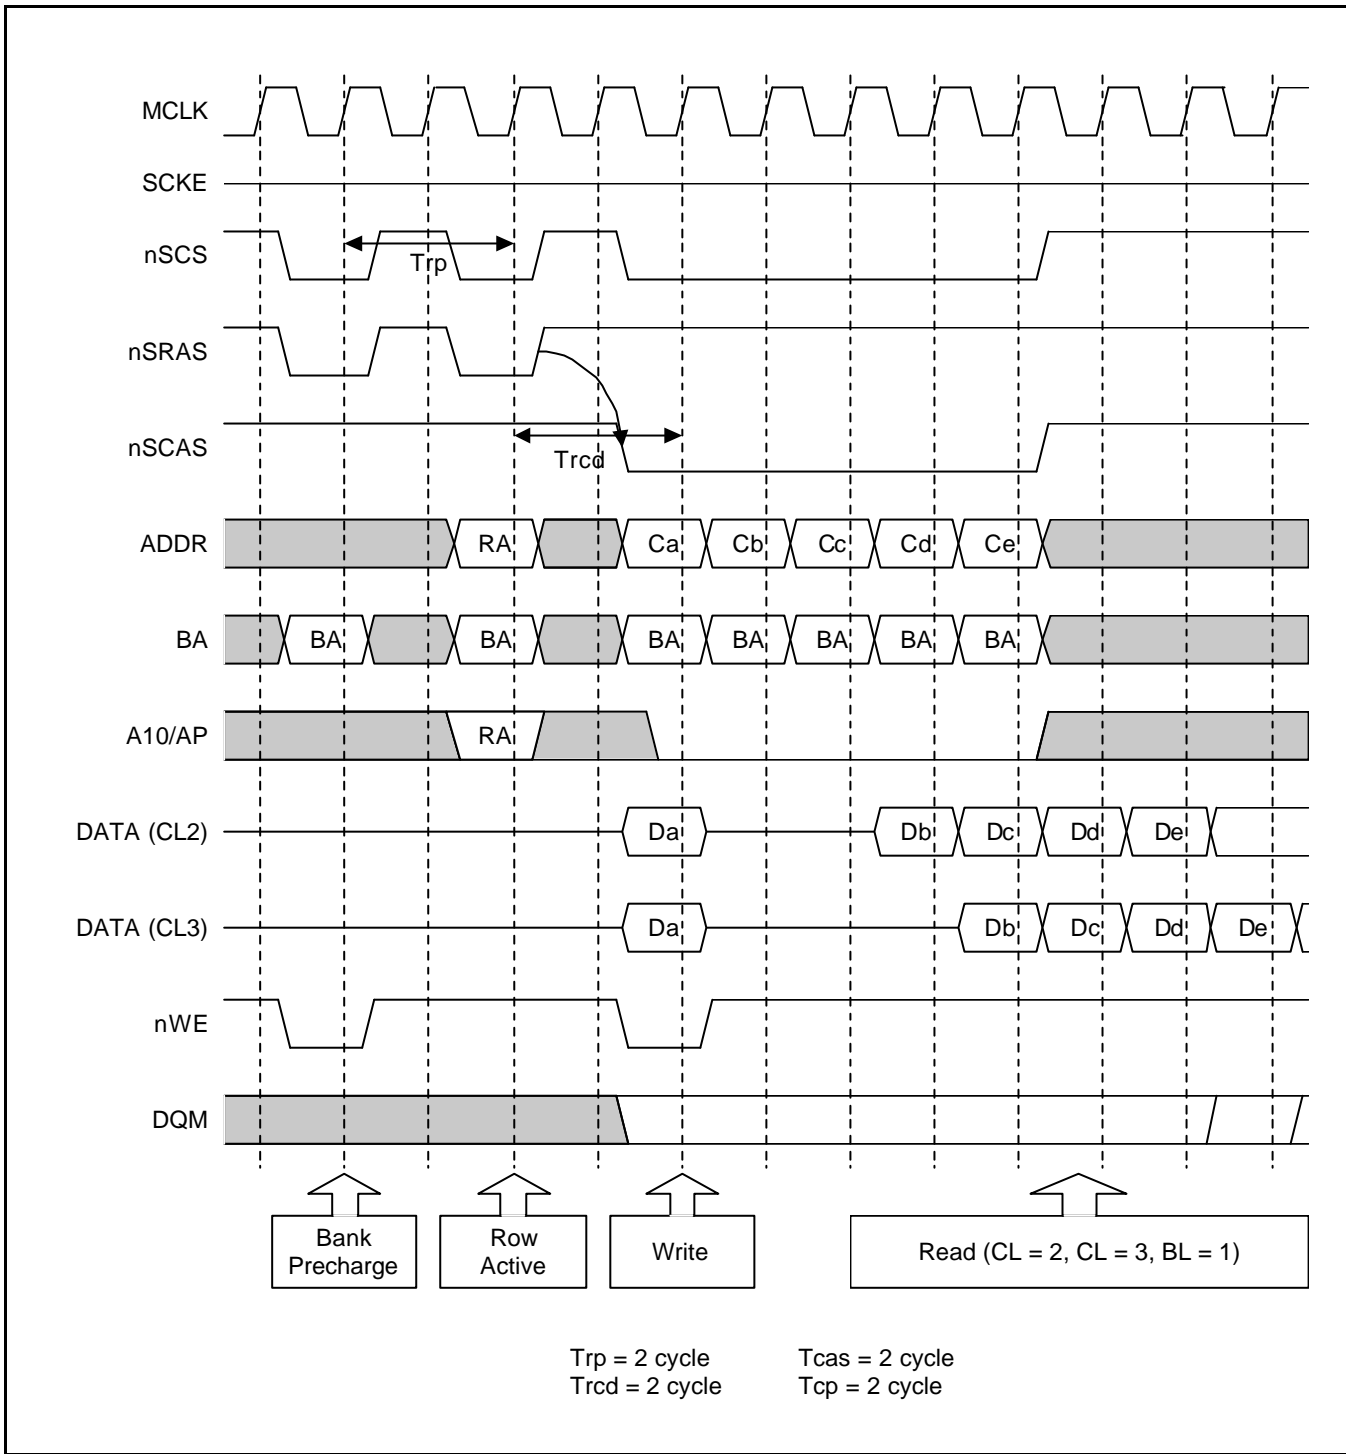 MCLK
SCKE
nSCS
Trp
nSRAS
nSCAS
Trcd
ADDR RA Ca Cb Cc Cd Ce
BA BA BA BA BA BA BA BA
A10/AP RA
DATA (CL2) Da Db Dc Dd De
DATA (CL3) Da Db Dc Dd De
nWE
DQM
Bank
Precharge
Row
Active
Write
Read (CL = 2, CL = 3, BL = 1)
Trp = 2 cycle Tcas = 2 cycle
Trcd = 2 cycle Tcp = 2 cycle